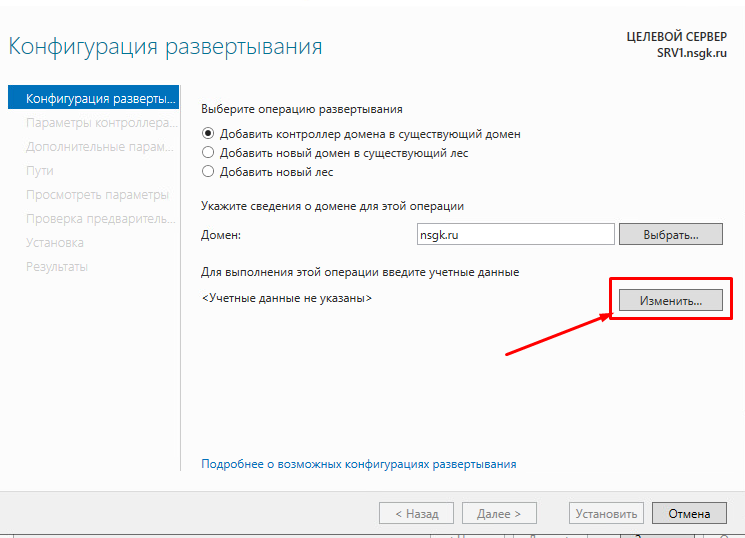 Конфигурация развертывания
ЦЕЛЕВОЙ СЕРВЕР
SRV1.nsgk.ru
Конфигурация разверты...
Параметры контроллера...
Дополнительные парам...
Пути
Просмотреть параметры
Проверка предваритель...
Установка
Результаты
Выберите операцию развертывания
Добавить контроллер домена в существующий домен
Добавить новый домен в существующий лес
Добавить новый лес
Укажите сведения о домене для этой операции
Домен: nsgk.ru Выбрать...
Для выполнения этой операции введите учетные данные
<Учетные данные не указаны> Изменить...
Подробнее о возможных конфигурациях развертывания
< Назад Далее > Установить Отмена